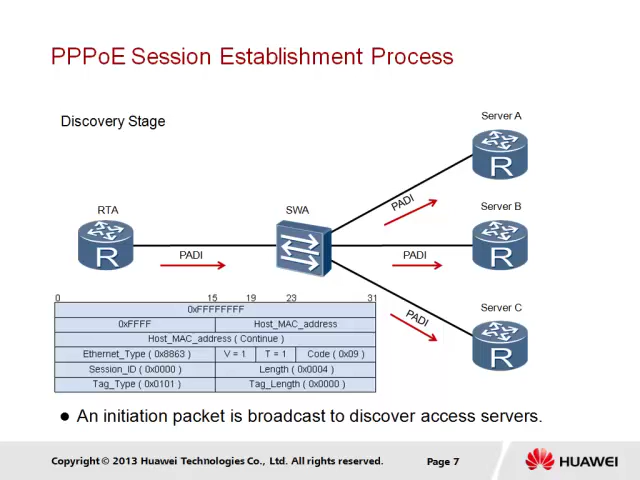 PPPoE Session Establishment Process
Discovery Stage
Server A
PADI
RTA
SWA
Server B
R
PADI
PADI
R
R
PADI
Server C
R
0 15 19 23 31
0xFFFFFFFF
0xFFFF Host_MAC_address
Host_MAC_address ( Continue )
Ethernet_Type ( 0x8863 ) V = 1 T = 1 Code ( 0x09 )
Session_ID ( 0x0000 ) Length ( 0x0004 )
Tag_Type ( 0x0101 ) Tag_Length ( 0x0000 )
● An initiation packet is broadcast to discover access servers.
Copyright © 2013 Huawei Technologies Co., Ltd. All rights reserved. Page 7 HUAWEI